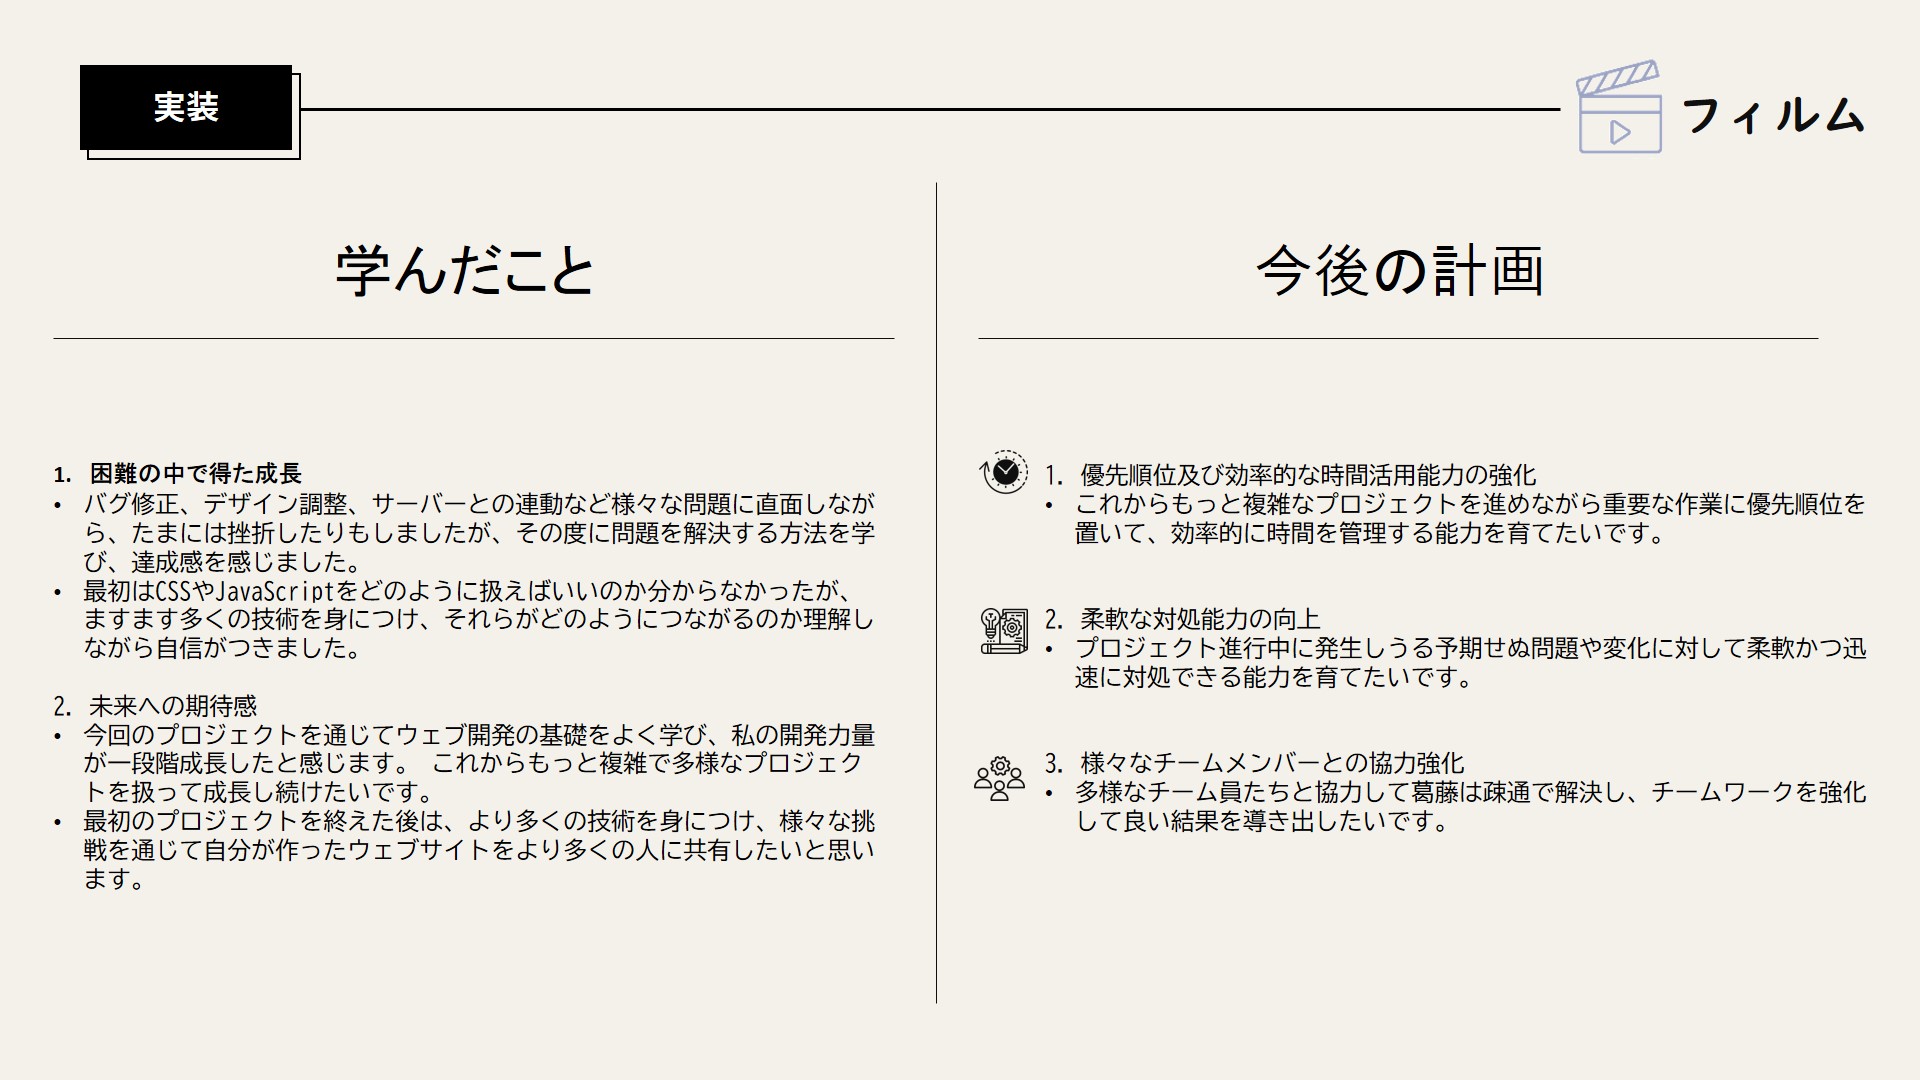 実装
フィルム
学んだこと
1. 困難の中で得た成長
• バグ修正、デザイン調整、サーバーとの連動など様々な問題に直面しなが
ら、たまには挫折したりもしましたが、その度に問題を解決する方法を学
び、達成感を感じました。
• 最初はCSSやJavaScriptをどのように扱えばいいのか分からなかったが、
ますます多くの技術を身につけ、それらがどのようにつながるのか理解し
ながら自信がつきました。
2. 未来への期待感
• 今回のプロジェクトを通じてウェブ開発の基礎をよく学び、私の開発力量
が一段階成長したと感じます。 これからもっと複雑で多様なプロジェク
トを扱って成長し続けたいです。
• 最初のプロジェクトを終えた後は、より多くの技術を身につけ、様々な挑
戦を通じて自分が作ったウェブサイトをより多くの人に共有したいと思い
ます。
今後の計画
1. 優先順位及び効率的な時間活用能力の強化
• これからもっと複雑なプロジェクトを進めながら重要な作業に優先順位を
置いて、効率的に時間を管理する能力を育てたいです。
2. 柔軟な対処能力の向上
• プロジェクト進行中に発生しうる予期せぬ問題や変化に対して柔軟かつ迅
速に対処できる能力を育てたいです。
3. 様々なチームメンバーとの協力強化
• 多様なチーム員たちと協力して葛藤は疎通で解決し、チームワークを強化
して良い結果を導き出したいです。